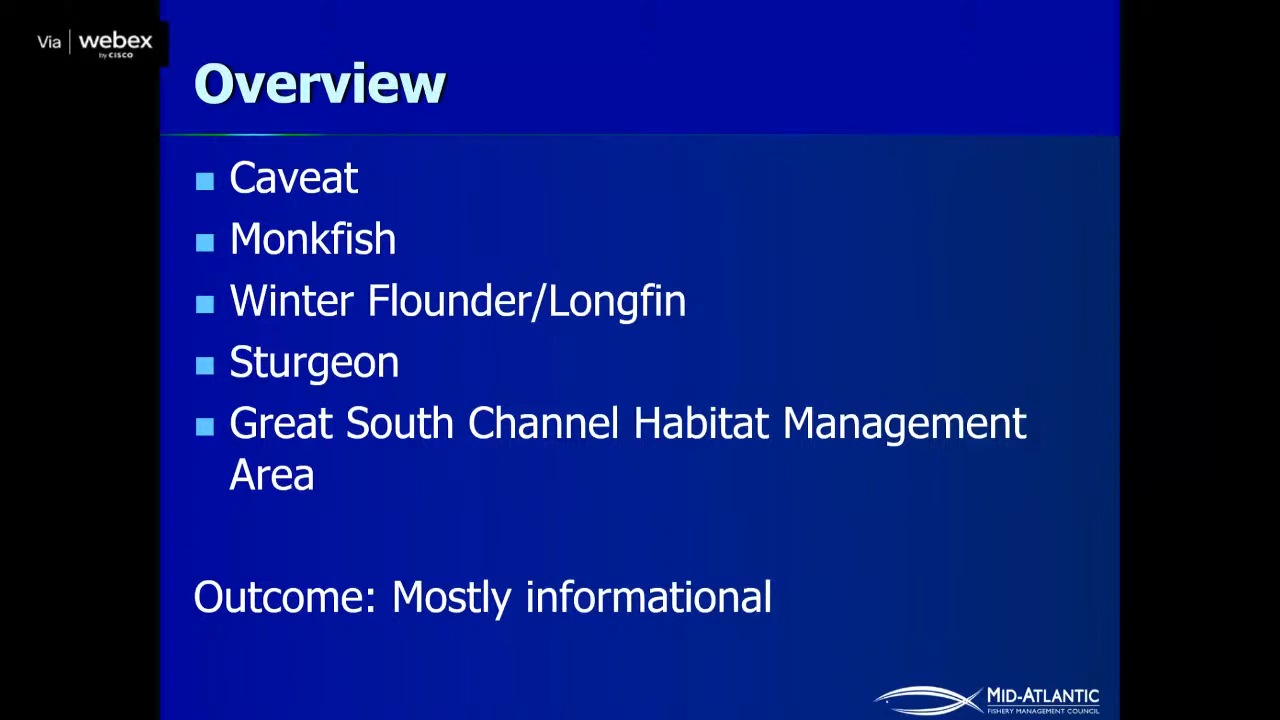 Via webex
by CISCO
Overview
Caveat
Monkfish
Winter Flounder/Longfin
Sturgeon
Great South Channel Habitat Management
Area
Outcome: Mostly informational
MID-ATLANTIC
FISHERY MANAGEMENT COUNCIL